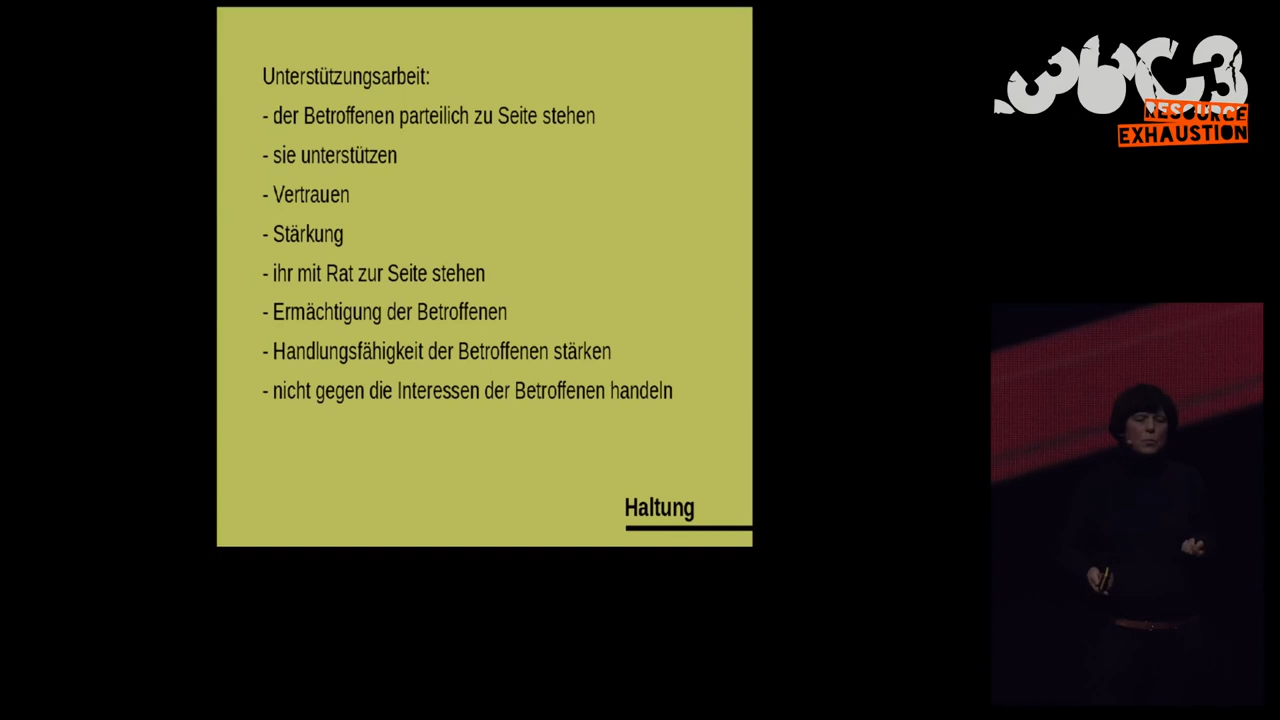 Unterstützungsarbeit:
- der Betroffenen parteilich zu Seite stehen
- sie unterstützen
- Vertrauen
- Stärkung
- ihr mit Rat zur Seite stehen
- Ermächtigung der Betroffenen
- Handlungsfähigkeit der Betroffenen stärken
- nicht gegen die Interessen der Betroffenen handeln
Haltung
36C3
RESOURCE
EXHAUSTION